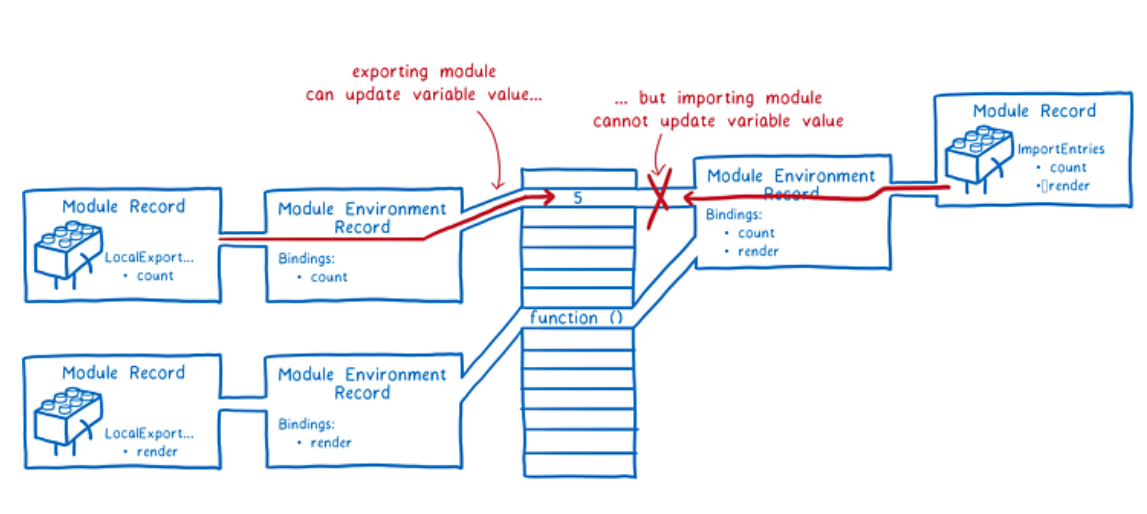 exporting module
can update variable value...
... but importing module
cannot update variable value
Module Record
ImportEntries
• count
•▯render
Module Environment
Record
Bindings:
• count
• render
5
Module Record
LocalExport...
• count
Module Environment
Record
Bindings:
• count
function ()
Module Record
LocalExport...
• render
Module Environment
Record
Bindings:
• render